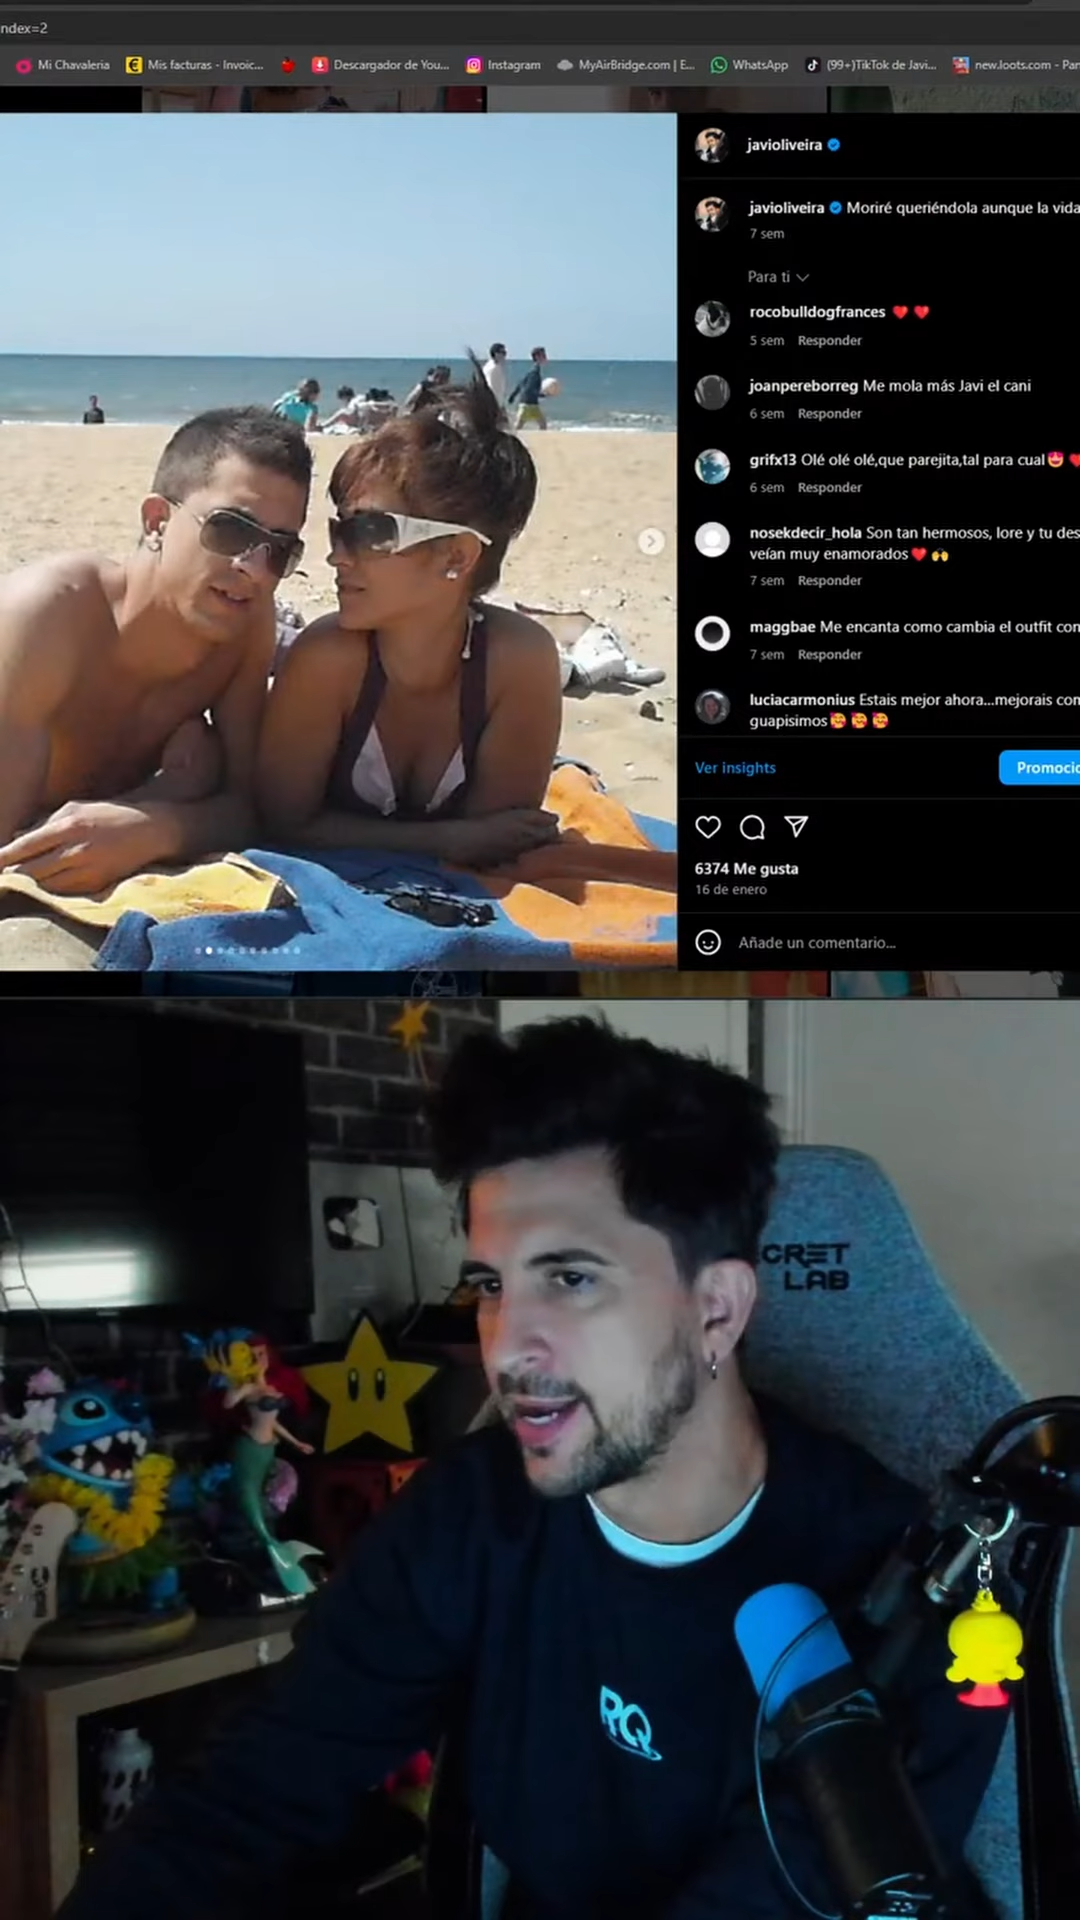 ndex=2
Mi Chavaleria
Mis facturas - Invoic...
Descargador de You...
Instagram
MyAirBridge.com | E...
WhatsApp
(99+)TikTok de Javi...
new.loots.com - Pan
javioliveira
javioliveira Moriré queriéndola aunque la vida
7 sem
Para ti
rocobulldogfrances
5 sem Responder
joanpereborreg Me mola más Javi el cani
6 sem Responder
grifx13 Olé olé olé,que parejita,tal para cual😍❤️
6 sem Responder
nosekdecir_hola Son tan hermosos, lore y tu des
veían muy enamorados❤️🙌
7 sem Responder
maggbae Me encanta como cambia el outfit con
7 sem Responder
luciacarmonius Estais mejor ahora...mejorais con
guapisimos🥰🥰🥰
Ver insights
Promocio
6374 Me gusta
16 de enero
Añade un comentario...
CRET
LAB
RQ